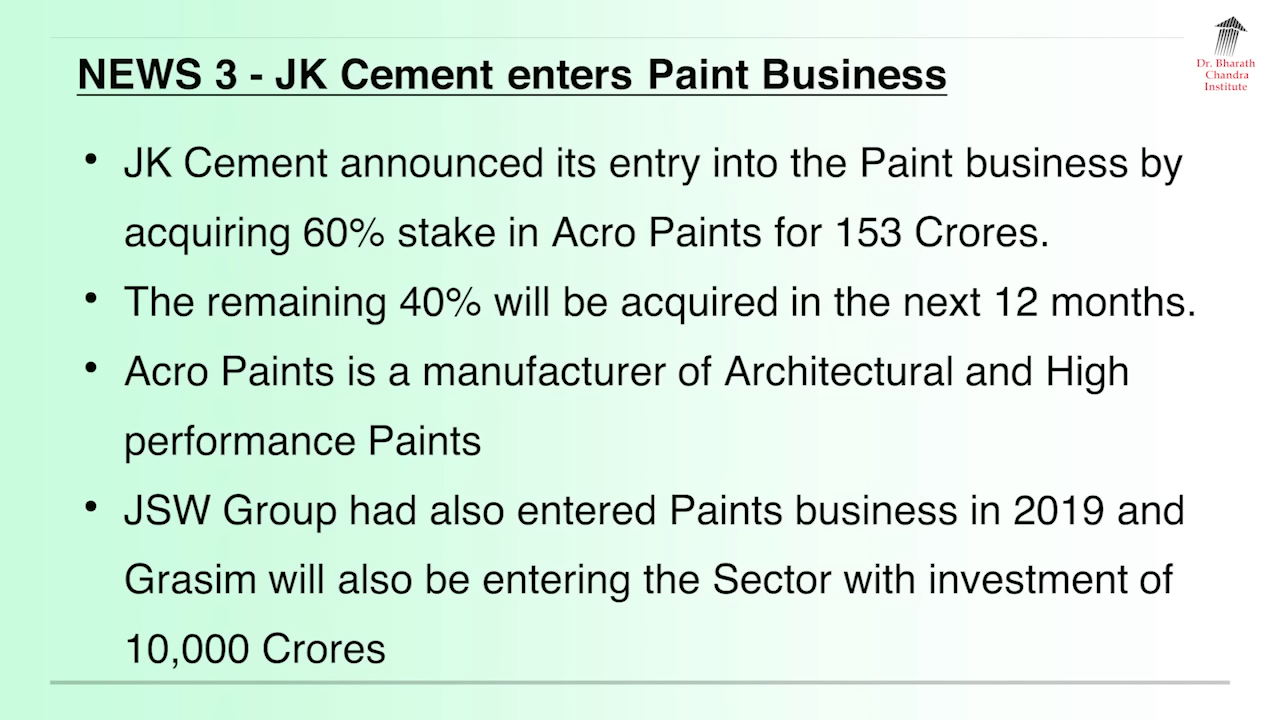 Dr. Bharath
Chandra
Institute
NEWS 3 - JK Cement enters Paint Business
• JK Cement announced its entry into the Paint business by
acquiring 60% stake in Acro Paints for 153 Crores.
• The remaining 40% will be acquired in the next 12 months.
• Acro Paints is a manufacturer of Architectural and High
performance Paints
• JSW Group had also entered Paints business in 2019 and
Grasim will also be entering the Sector with investment of
10,000 Crores